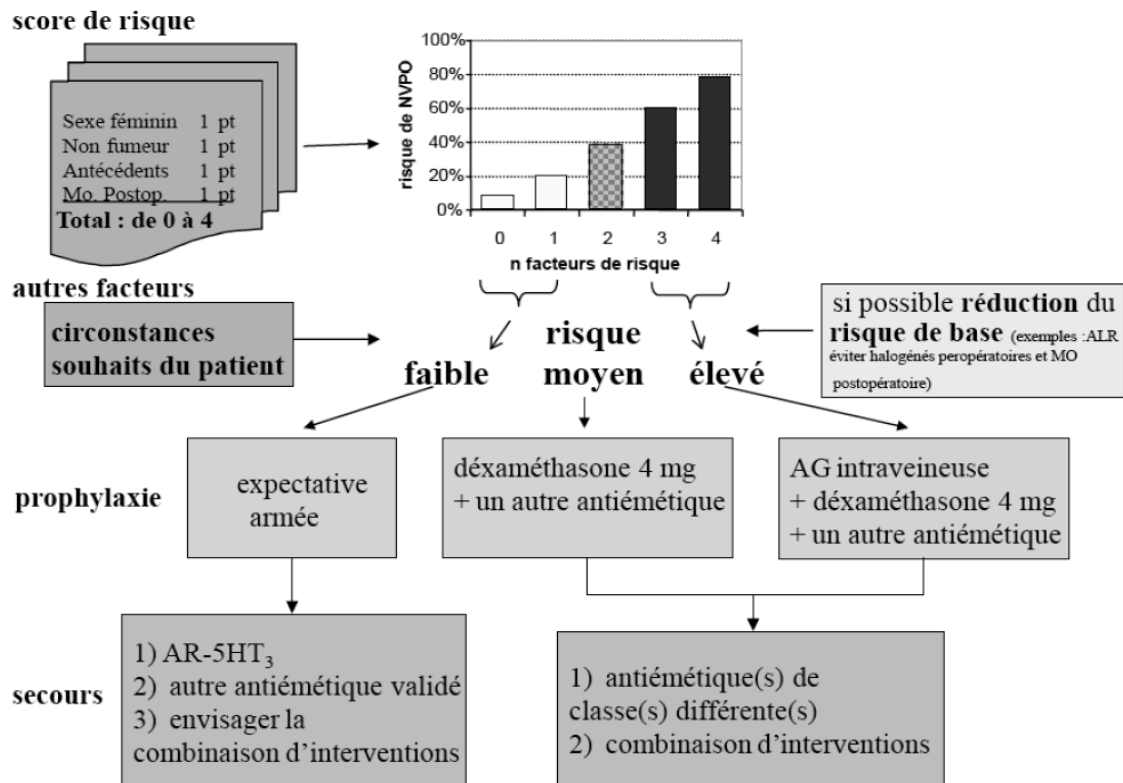 score de risque
Sexe féminin 1 pt
Non fumeur 1 pt
Antécédents 1 pt
Mo. Postop. 1 pt
Total : de 0 à 4
risque de NVPO
100%
80%
60%
40%
20%
0%
0 1 2 3 4
n facteurs de risque
autres facteurs
circonstances
souhaits du patient
risque
faible moyen élevé
si possible réduction du
risque de base (exemples :ALR
éviter halogénés peropératoires et MO
postopératoire)
prophylaxie
expectative
armée
déxaméthasone 4 mg
+ un autre antiémétique
AG intraveineuse
+ déxaméthasone 4 mg
+ un autre antiémétique
secours
1) AR-5HT₃
2) autre antiémétique validé
3) envisager la
combinaison d’interventions
1) antiémétique(s) de
classe(s) différente(s)
2) combinaison d’interventions